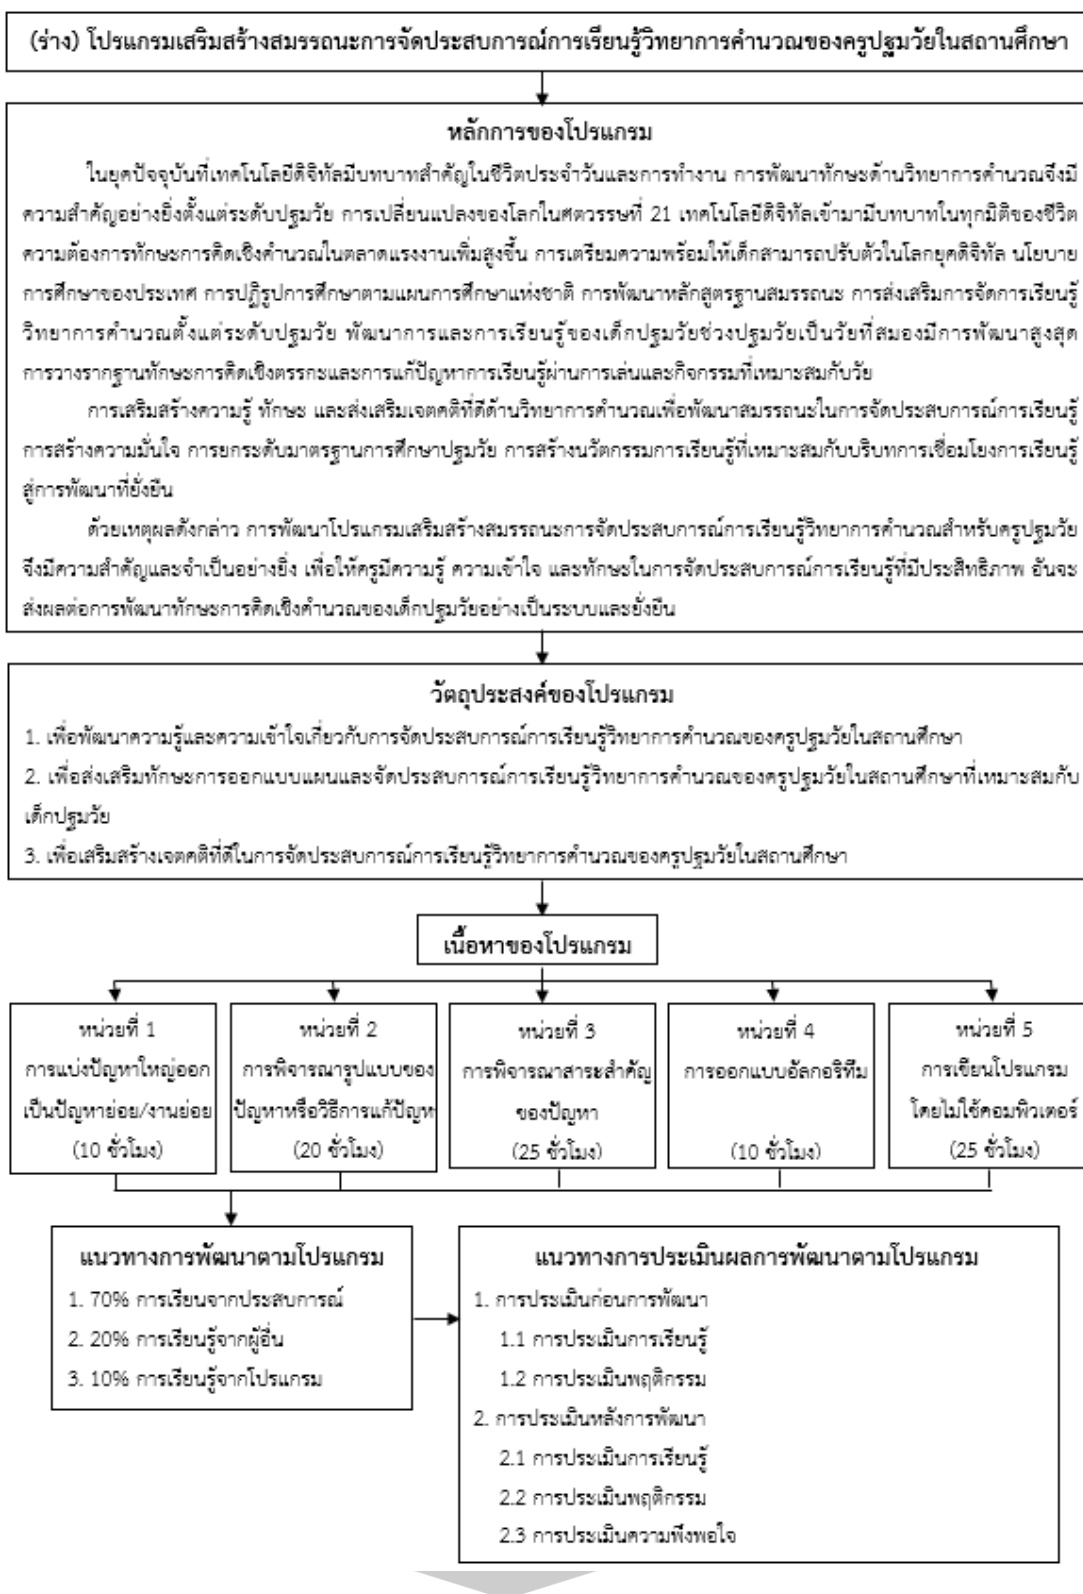 (ร่าง) โปรแกรมเสริมสร้างสมรรถนะการจัดประสบการณ์การเรียนรู้วิทยาการคำนวณของครูปฐมวัยในสถานศึกษา
หลักการของโปรแกรม
ในยุคปัจจุบันที่เทคโนโลยีดิจิทัลมีบทบาทสำคัญในชีวิตประจำวันและการทำงาน การพัฒนาทักษะด้านวิทยาการคำนวณจึงมี
ความสำคัญอย่างยิ่งตั้งแต่ระดับปฐมวัย การเปลี่ยนแปลงของโลกในศตวรรษที่ 21 เทคโนโลยีดิจิทัลเข้ามามีบทบาทในทุกมิติของชีวิต
ความต้องการทักษะการคิดเชิงคำนวณในตลาดแรงงานเพิ่มสูงขึ้น การเตรียมความพร้อมให้เด็กสามารถปรับตัวในโลกยุคดิจิทัล นโยบาย
การศึกษาของประเทศ การปฏิรูปการศึกษาตามแผนการศึกษาแห่งชาติ การพัฒนาหลักสูตรฐานสมรรถนะ การส่งเสริมการจัดการเรียนรู้
วิทยาการคำนวณตั้งแต่ระดับปฐมวัย พัฒนาการและการเรียนรู้ของเด็กปฐมวัยช่วงปฐมวัยเป็นวัยที่สมองมีการพัฒนาสูงสุด
การวางรากฐานทักษะการคิดเชิงตรรกะและการแก้ปัญหาการเรียนรู้ผ่านการเล่นและกิจกรรมที่เหมาะสมกับวัย
การเสริมสร้างความรู้ ทักษะ และส่งเสริมเจตคติที่ดีด้านวิทยาการคำนวณเพื่อพัฒนาสมรรถนะในการจัดประสบการณ์การเรียนรู้
การสร้างความมั่นใจ การยกระดับมาตรฐานการศึกษาปฐมวัย การสร้างนวัตกรรมการเรียนรู้ที่เหมาะสมกับบริบทการเชื่อมโยงการเรียนรู้
สู่การพัฒนาที่ยั่งยืน
ด้วยเหตุผลดังกล่าว การพัฒนาโปรแกรมเสริมสร้างสมรรถนะการจัดประสบการณ์การเรียนรู้วิทยาการคำนวณสำหรับครูปฐมวัย
จึงมีความสำคัญและจำเป็นอย่างยิ่ง เพื่อให้ครูมีความรู้ ความเข้าใจ และทักษะในการจัดประสบการณ์การเรียนรู้ที่มีประสิทธิภาพ อันจะ
ส่งผลต่อการพัฒนาทักษะการคิดเชิงคำนวณของเด็กปฐมวัยอย่างเป็นระบบและยั่งยืน
วัตถุประสงค์ของโปรแกรม
1. เพื่อพัฒนาความรู้และความเข้าใจเกี่ยวกับการจัดประสบการณ์การเรียนรู้วิทยาการคำนวณของครูปฐมวัยในสถานศึกษา
2. เพื่อส่งเสริมทักษะการออกแบบแผนและจัดประสบการณ์การเรียนรู้วิทยาการคำนวณของครูปฐมวัยในสถานศึกษาที่เหมาะสมกับ
เด็กปฐมวัย
3. เพื่อเสริมสร้างเจตคติที่ดีในการจัดประสบการณ์การเรียนรู้วิทยาการคำนวณของครูปฐมวัยในสถานศึกษา
เนื้อหาของโปรแกรม
หน่วยที่ 1
การแบ่งปัญหาใหญ่ออก
เป็นปัญหาย่อย/งานย่อย
(10 ชั่วโมง)
หน่วยที่ 2
การพิจารณารูปแบบของ
ปัญหาหรือวิธีการแก้ปัญหา
(20 ชั่วโมง)
หน่วยที่ 3
การพิจารณาสาระสำคัญ
ของปัญหา
(25 ชั่วโมง)
หน่วยที่ 4
การออกแบบอัลกอริทึม
(10 ชั่วโมง)
หน่วยที่ 5
การเขียนโปรแกรม
โดยไม่ใช้คอมพิวเตอร์
(25 ชั่วโมง)
แนวทางการพัฒนาตามโปรแกรม
1. 70% การเรียนจากประสบการณ์
2. 20% การเรียนรู้จากผู้อื่น
3. 10% การเรียนรู้จากโปรแกรม
แนวทางการประเมินผลการพัฒนาตามโปรแกรม
1. การประเมินก่อนการพัฒนา
1.1 การประเมินการเรียนรู้
1.2 การประเมินพฤติกรรม
2. การประเมินหลังการพัฒนา
2.1 การประเมินการเรียนรู้
2.2 การประเมินพฤติกรรม
2.3 การประเมินความพึงพอใจ